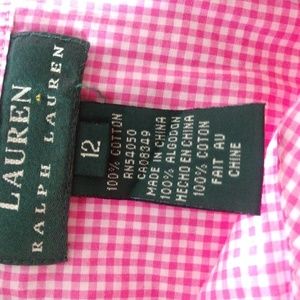 LAUREN
RALPH LAUREN
12
100% COTTON
RN54050
CA08349
MADE IN CHINA
100% ALGODON
HECHO EN CHINA
100% COTON
FAIT AU
CHINE